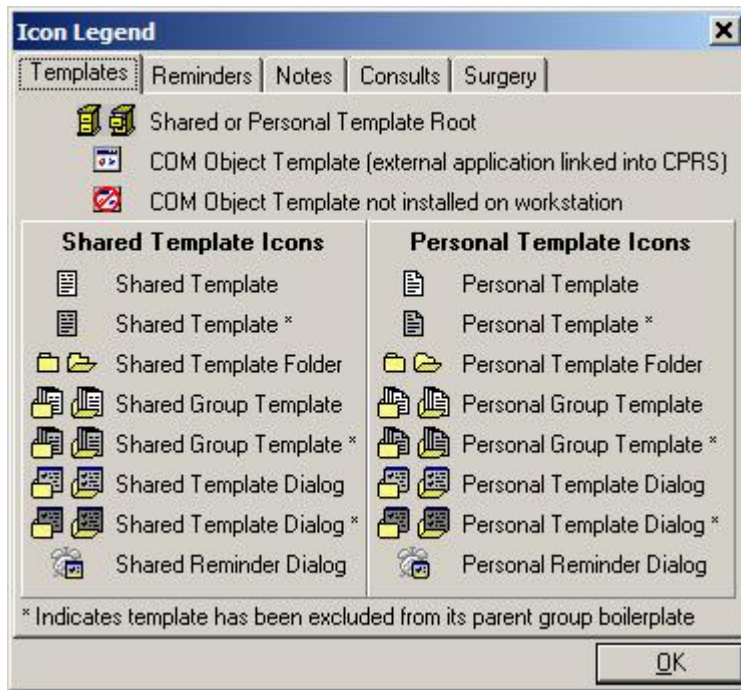 Icon Legend
Templates Reminders Notes Consults Surgery
Shared or Personal Template Root
COM Object Template (external application linked into CPRS)
COM Object Template not installed on workstation
Shared Template Icons
Shared Template
Shared Template *
Shared Template Folder
Shared Group Template
Shared Group Template *
Shared Template Dialog
Shared Template Dialog *
Shared Reminder Dialog
Personal Template Icons
Personal Template
Personal Template *
Personal Template Folder
Personal Group Template
Personal Group Template *
Personal Template Dialog
Personal Template Dialog *
Personal Reminder Dialog
* Indicates template has been excluded from its parent group boilerplate
OK